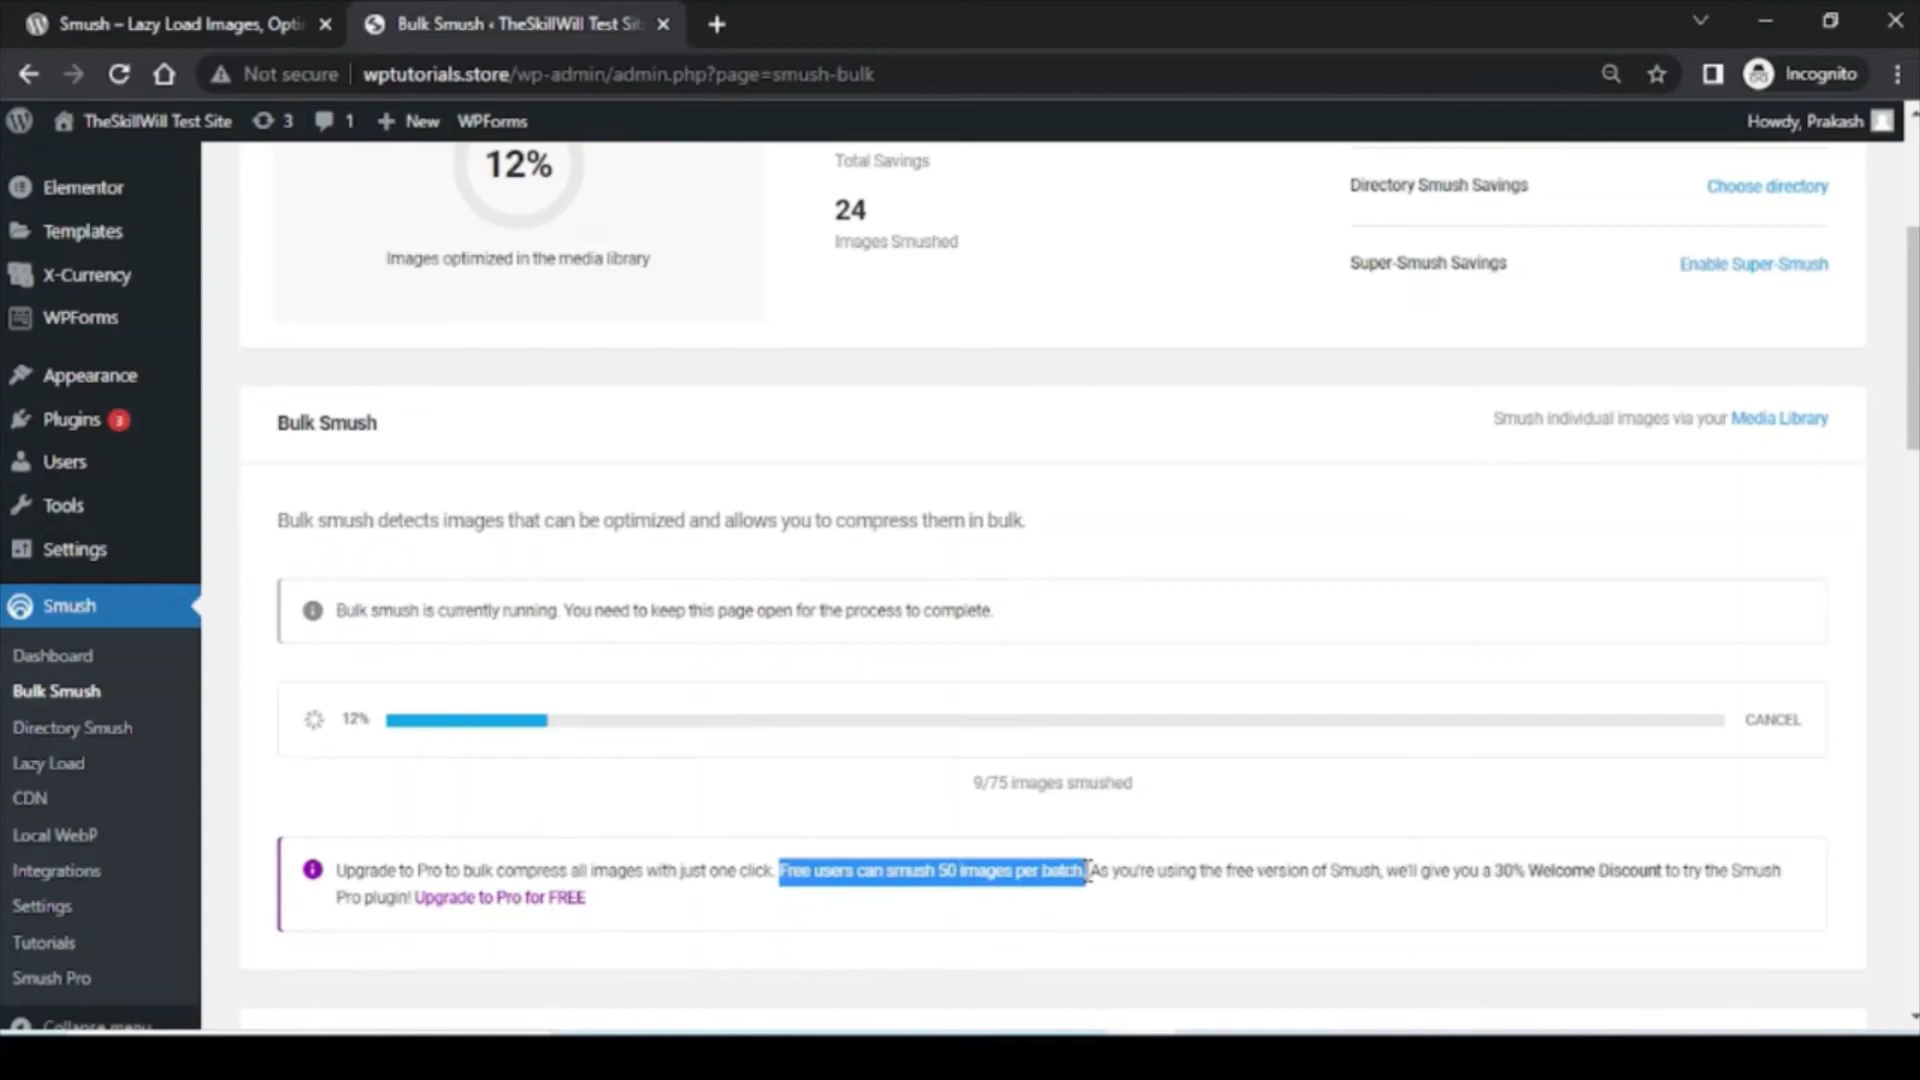 Smush – Lazy Load Images, Opti
Bulk Smush ‹ TheSkillWill Test Sit
Not secure
wptutorials.store/wp-admin/admin.php?page=smush-bulk
Incognito
TheSkillWill Test Site
3
1
New
WPForms
Howdy, Prakash
Elementor
Templates
X-Currency
WPForms
Appearance
Plugins 3
Users
Tools
Settings
Smush
Dashboard
Bulk Smush
Directory Smush
Lazy Load
CDN
Local WebP
Integrations
Settings
Tutorials
Smush Pro
Collapse menu
12%
Images optimized in the media library
Total Savings
24
Images Smushed
Directory Smush Savings
Choose directory
Super-Smush Savings
Enable Super-Smush
Bulk Smush
Smush individual images via your Media Library
Bulk smush detects images that can be optimized and allows you to compress them in bulk.
Bulk smush is currently running. You need to keep this page open for the process to complete.
12%
CANCEL
9/75 images smushed
Upgrade to Pro to bulk compress all images with just one click. Free users can smush 50 images per batch. As you're using the free version of Smush, we'll give you a 30% Welcome Discount to try the Smush
Pro plugin! Upgrade to Pro for FREE